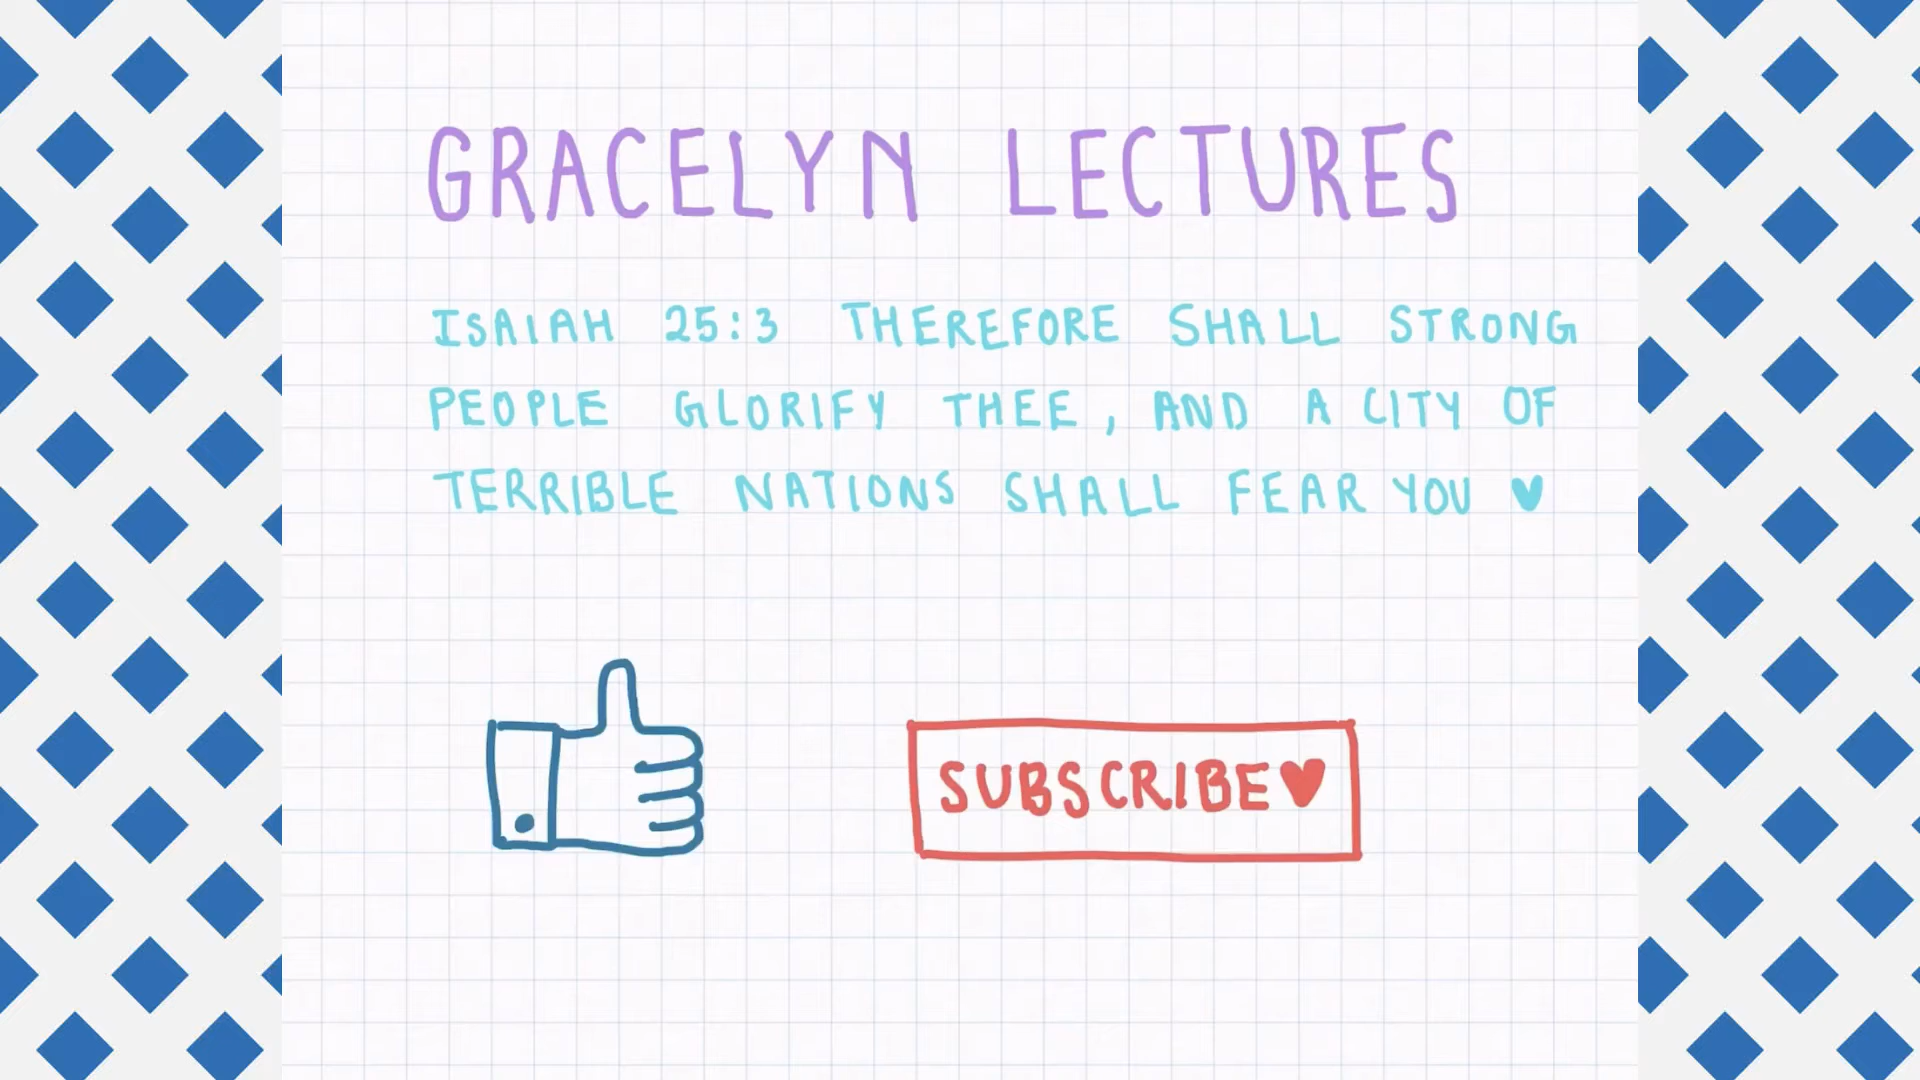 GRACELYN LECTURES
ISAIAH 25:3 THEREFORE SHALL STRONG
PEOPLE GLORIFY THEE, AND A CITY OF
TERRIBLE NATIONS SHALL FEAR YOU ♥
SUBSCRIBE♥